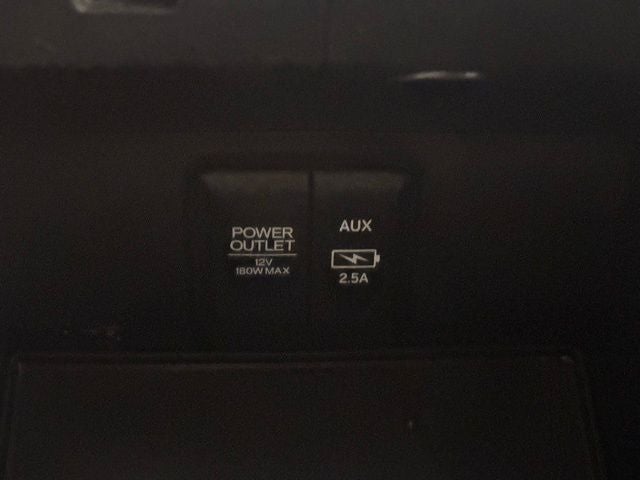 POWER
OUTLET
12V
180W MAX
AUX
2.5A